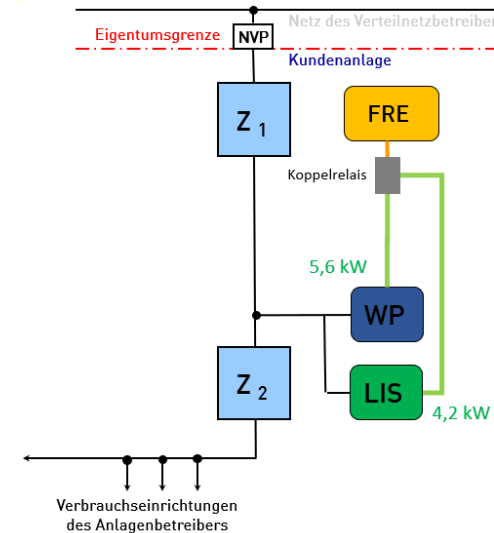 Netz des Verteilnetzbetreiber
Eigentumsgrenze
NVP
Kundenanlage
Z 1
FRE
Koppelrelais
5,6 kW
WP
Z 2
LIS
4,2 kW
Verbrauchseinrichtungen
des Anlagenbetreibers